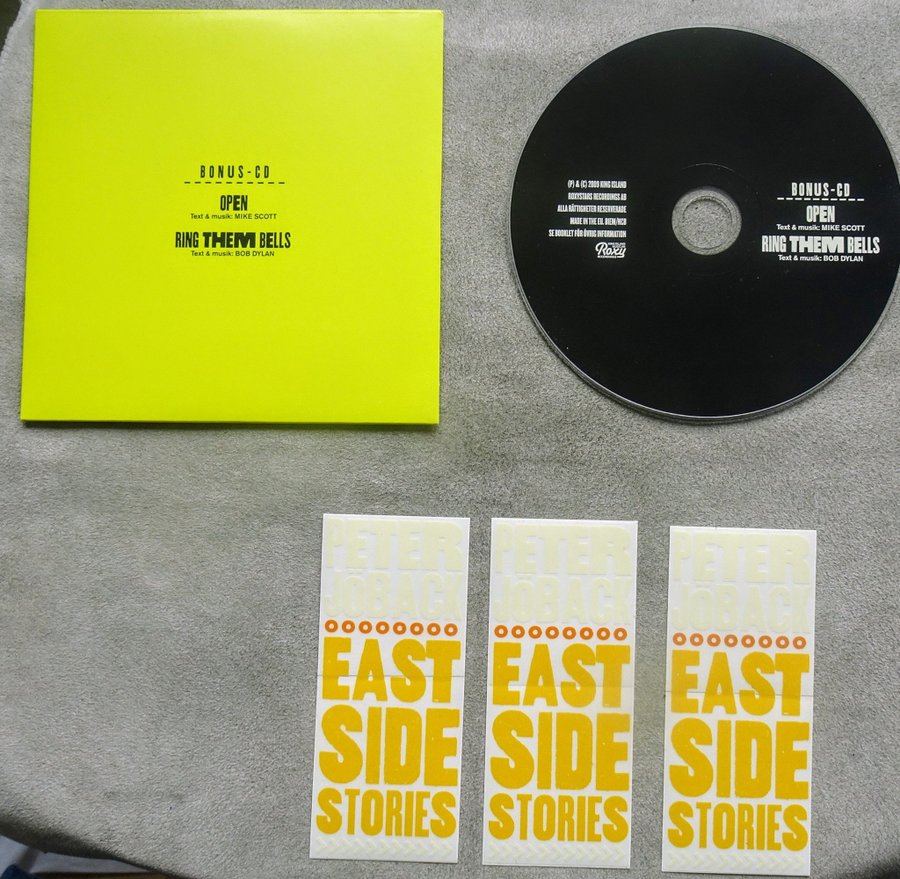 BONUS-CD
OPEN
Text & musik: MIKE SCOTT
RING THEM BELLS
Text & musik: BOB DYLAN
(P) & (C) 2009 KING ISLAND
ROXYSTARS RECORDINGS AB
ALLA RÄTTIGHETER RESERVERADE
MADE IN THE EU. BIEM/NCB
SE BOOKLET FÖR ÖVRIG INFORMATION
Roxy
BONUS-CD
OPEN
Text & musik: MIKE SCOTT
RING THEM BELLS
Text & musik: BOB DYLAN
PETER
JÖBACK
EAST
SIDE
STORIES
PETER
JÖBACK
EAST
SIDE
STORIES
PETER
JÖBACK
EAST
SIDE
STORIES